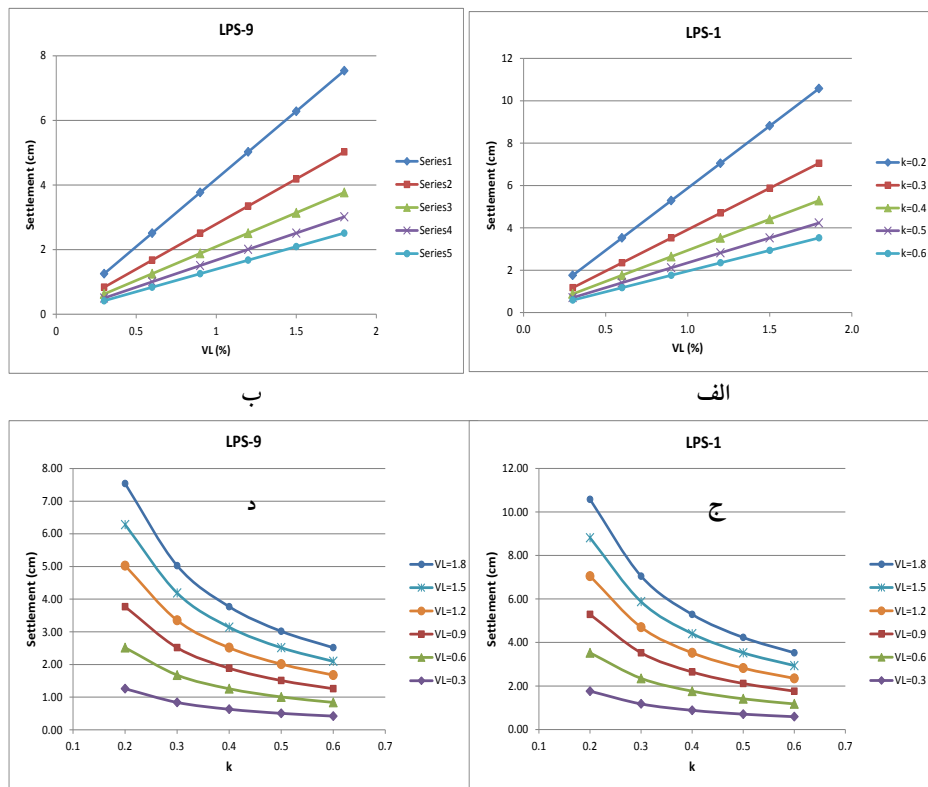 LPS-9
8
6
4
2
0
0
0.5
1
1.5
2
Settlement (cm)
VL (%)
Series1
Series2
Series3
Series4
Series5
LPS-1
12
10
8
6
4
2
0
0.0
0.5
1.0
1.5
2.0
Settlement (cm)
VL (%)
k=0.2
k=0.3
k=0.4
k=0.5
k=0.6
ب
الف
LPS-9
8.00
7.00
6.00
5.00
4.00
3.00
2.00
1.00
0.00
0.1
0.2
0.3
0.4
0.5
0.6
0.7
Settlement (cm)
k
د
VL=1.8
VL=1.5
VL=1.2
VL=0.9
VL=0.6
VL=0.3
LPS-1
12.00
10.00
8.00
6.00
4.00
2.00
0.00
0.1
0.2
0.3
0.4
0.5
0.6
0.7
Settlement (cm)
k
ج
VL=1.8
VL=1.5
VL=1.2
VL=0.9
VL=0.6
VL=0.3